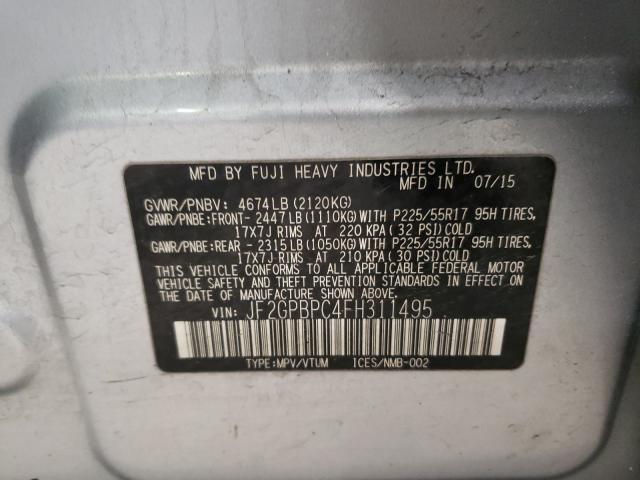 MFD BY FUJI HEAVY INDUSTRIES LTD.
MFD IN 07/15
GVWR/PNBV: 4674LB(2120KG)
GAWR/PNBE:FRONT- 2447LB(1110KG)WITH P225/55R17 95H TIRES,
17X7J RIMS AT 220 KPA(32 PSI)COLD
GAWR/PNBE:REAR - 2315LB(1050KG)WITH P225/55R17 95H TIRES,
17X7J RIMS AT 210 KPA(30 PSI)COLD
THIS VEHICLE CONFORMS TO ALL APPLICABLE FEDERAL MOTOR
VEHICLE SAFETY AND THEFT PREVENTION STANDARDS IN EFFECT
ON THE DATE OF MANUFACTURE SHOWN ABOVE.
VIN: JF2GPBPC4FH311495
TYPE:MPV/VTUM ICES/NMB-002